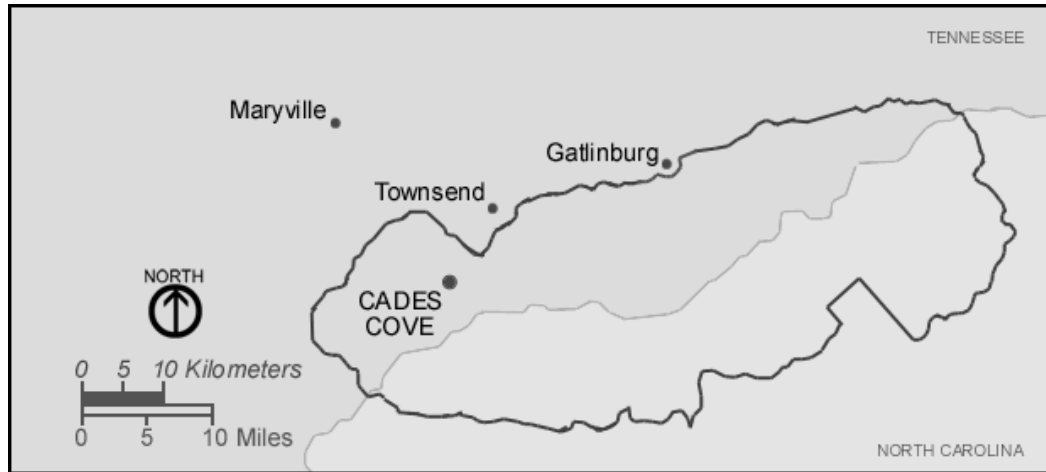 TENNESSEE
Maryville
Gatlinburg
Townsend
NORTH
CADES
COVE
0 5 10 Kilometers
0 5 10 Miles
NORTH CAROLINA